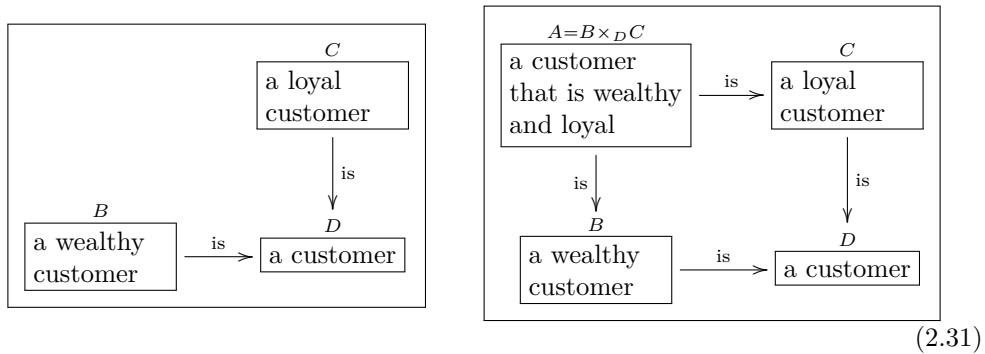 C
a loyal
customer
is
B
a wealthy
customer
is
D
a customer
A=B×_D C
a customer
that is wealthy
and loyal
is
C
a loyal
customer
is
is
B
a wealthy
customer
is
D
a customer
(2.31)